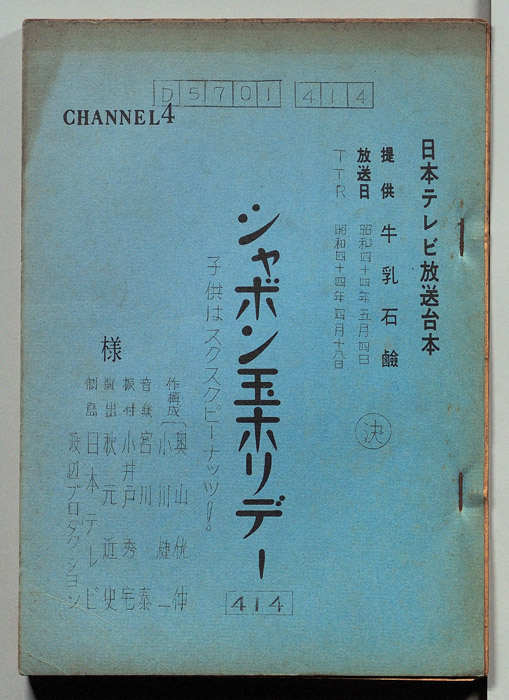 D5701 414
CHANNEL4
日本テレビ放送台本
提供 牛乳石鹸
放送日 昭和四十四年五月四日
TTR 昭和四十四年四月十八日
決
シャボン玉ホリデー
414
子供はスクスクピーナッツ!。
様
作構成 奥山侊伸
小川健一
音楽 宮川泰
振付 小井戸秀宅
演出 秋元近史
制 日本テレビ
渡辺プロダクション